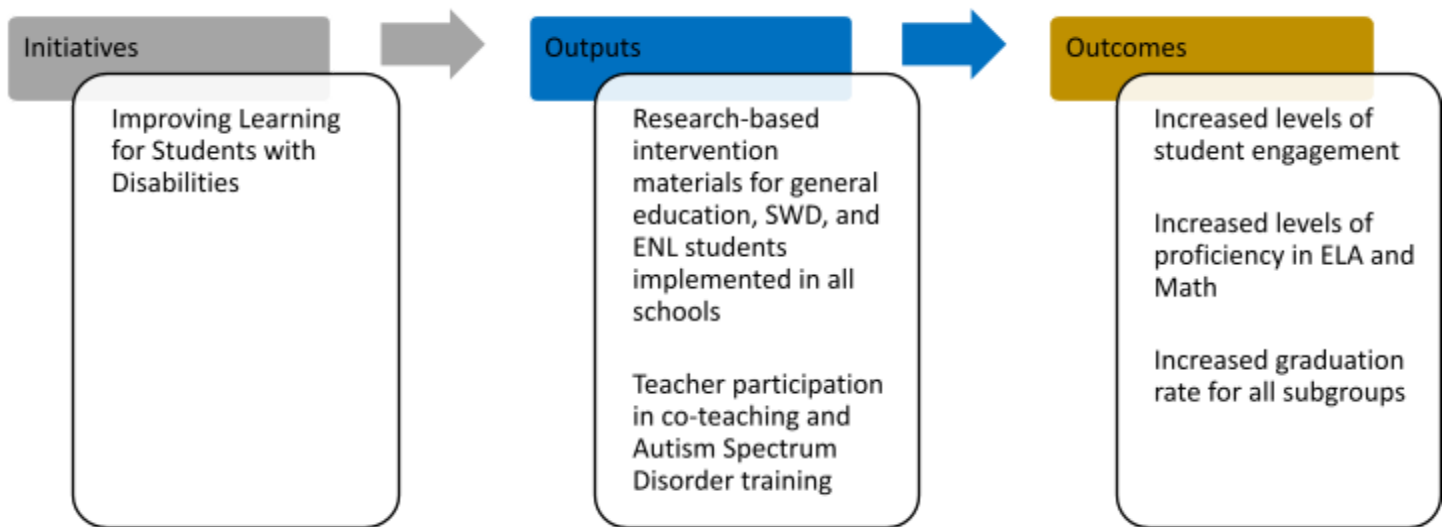 Initiatives
Improving Learning
for Students with
Disabilities
Outputs
Research-based
intervention
materials for general
education, SWD, and
ENL students
implemented in all
schools
Teacher participation
in co-teaching and
Autism Spectrum
Disorder training
Outcomes
Increased levels of
student engagement
Increased levels of
proficiency in ELA and
Math
Increased graduation
rate for all subgroups